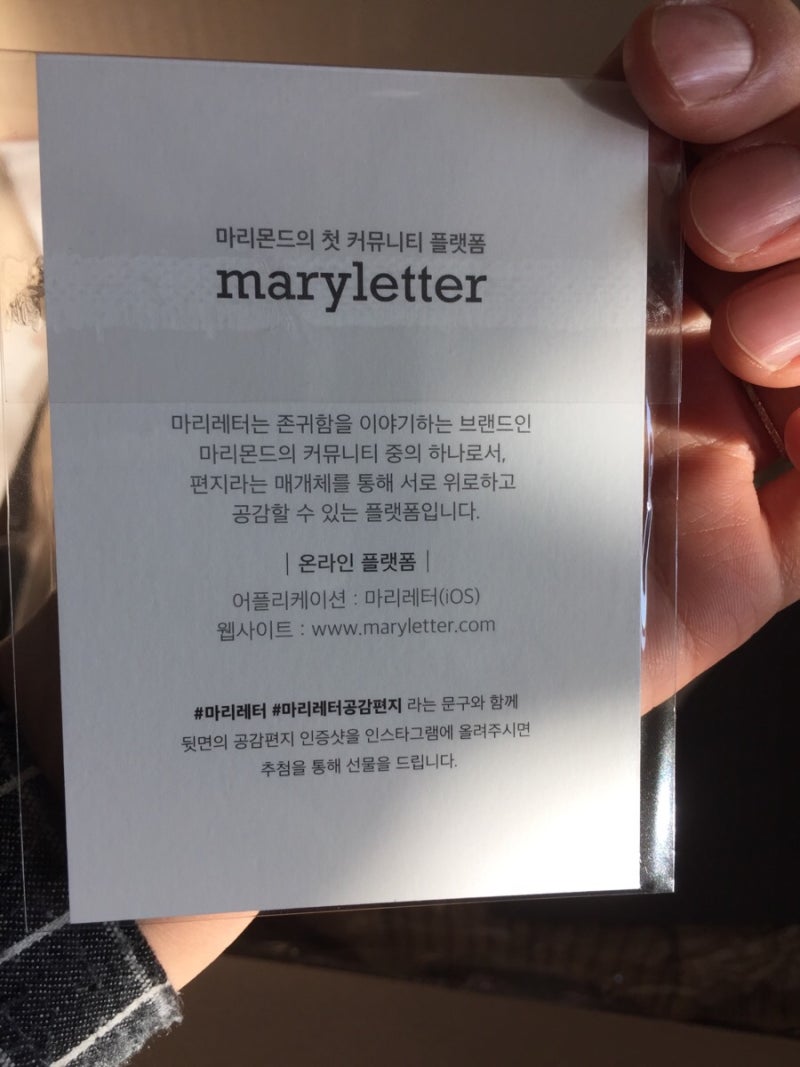 마리몬드의 첫 커뮤니티 플랫폼
maryletter
마리레터는 존귀함을 이야기하는 브랜드인
마리몬드의 커뮤니티 중의 하나로서,
편지라는 매개체를 통해 서로 위로하고
공감할 수 있는 플랫폼입니다.
| 온라인 플랫폼 |
어플리케이션 : 마리레터(iOS)
웹사이트 : www.maryletter.com
#마리레터 #마리레터공감편지 라는 문구와 함께
뒷면의 공감편지 인증샷을 인스타그램에 올려주시면
추첨을 통해 선물을 드립니다.